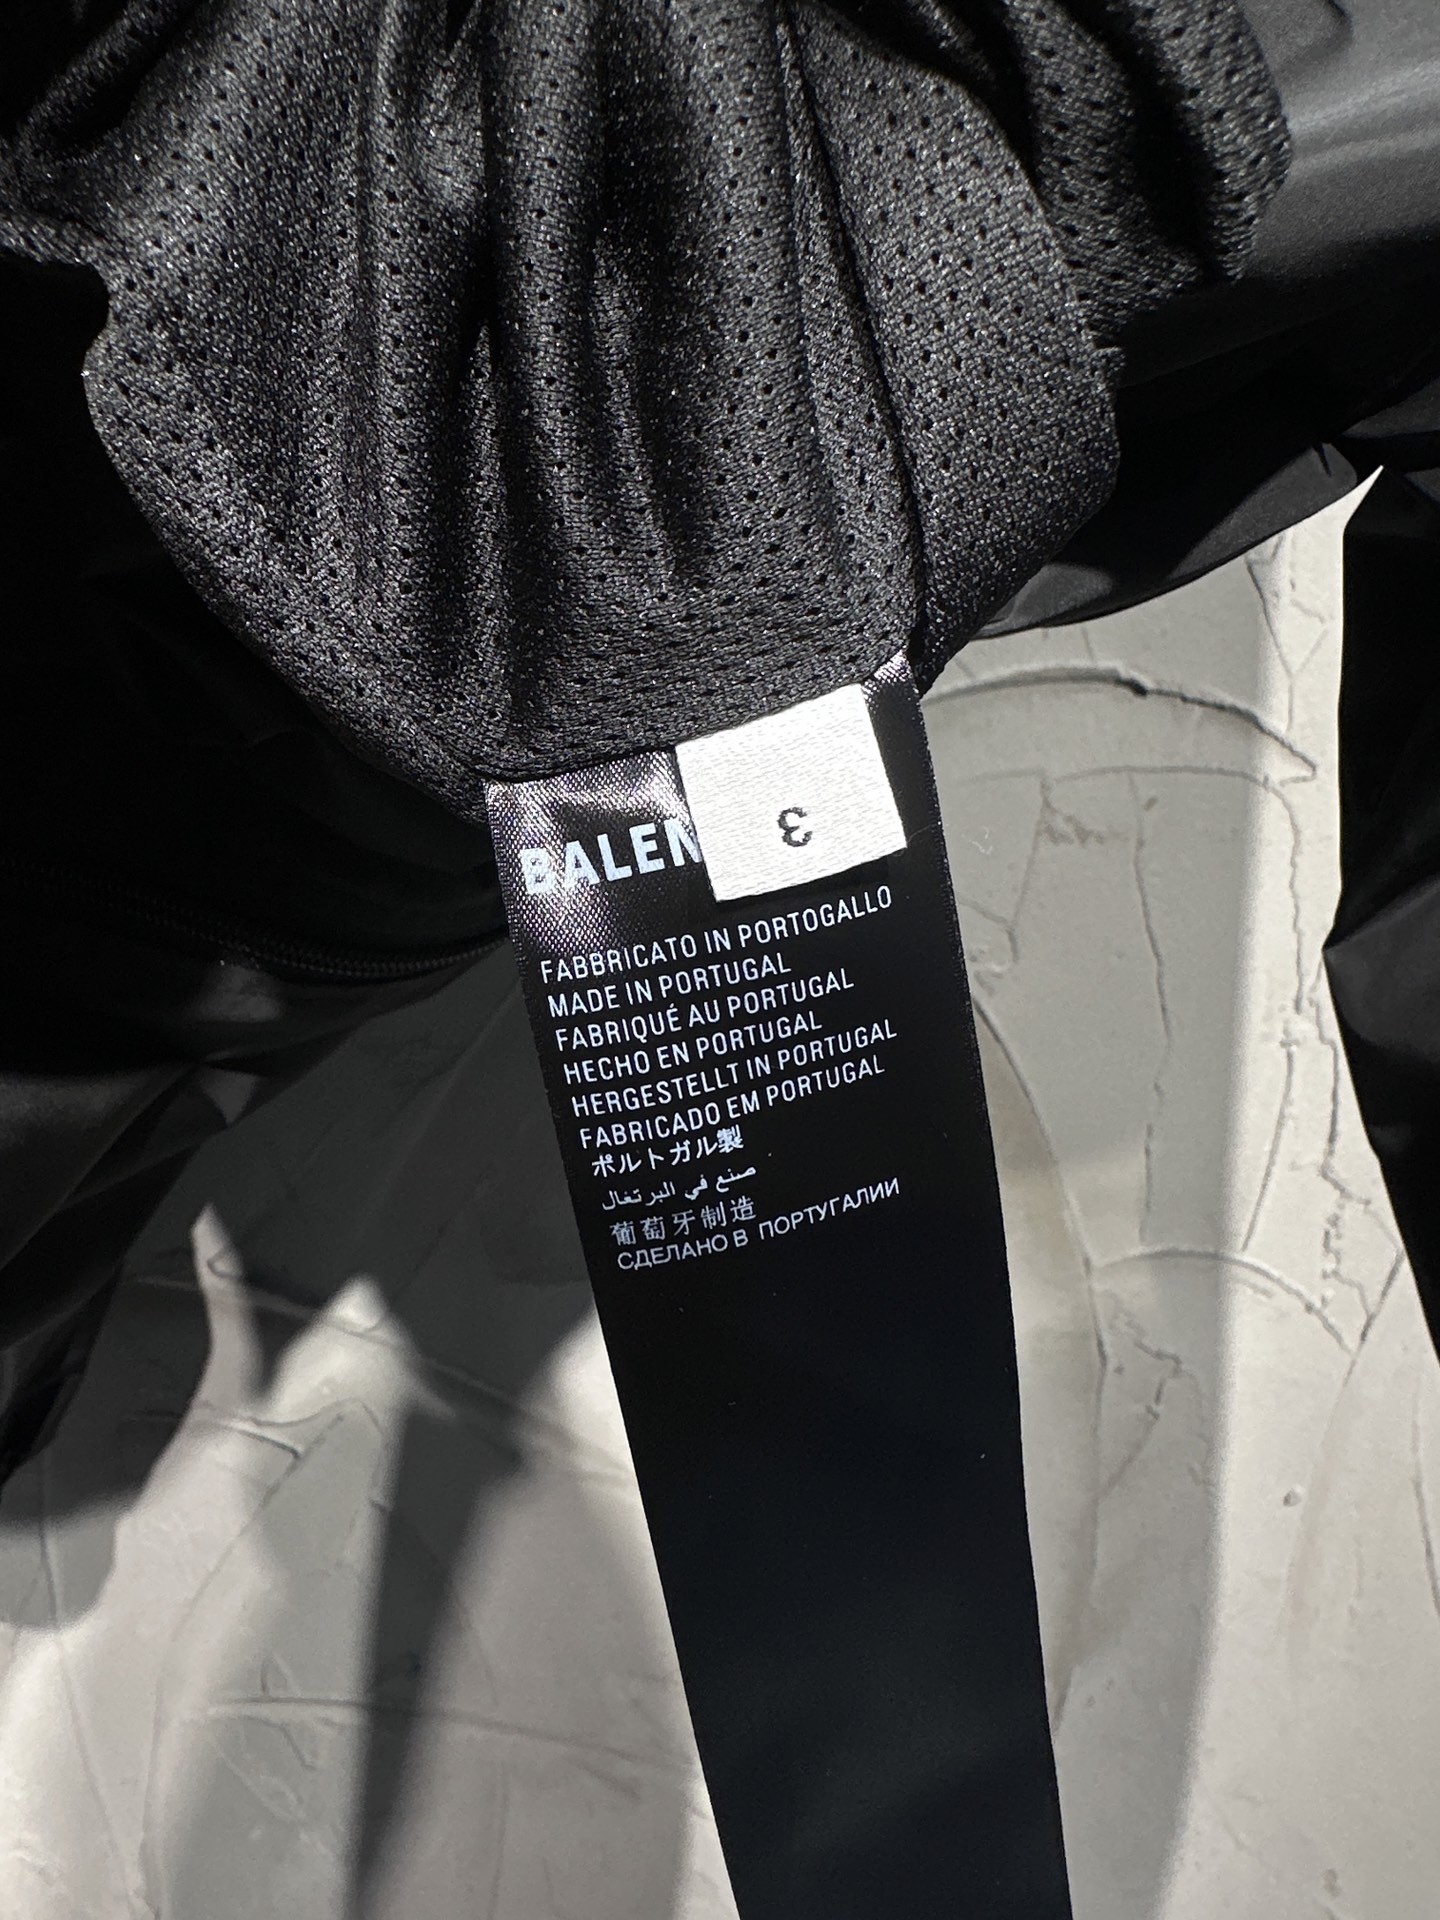 BALEN
3
FABBRICATO IN PORTOGALLO
MADE IN PORTUGAL
FABRIQUÉ AU PORTUGAL
HECHO EN PORTUGAL
HERGESTELLT IN PORTUGAL
FABRICADO EM PORTUGAL
ポルトガル製
صنع في البرتغال
葡萄牙制造
СДЕЛАНО В ПОРТУГАЛИИ